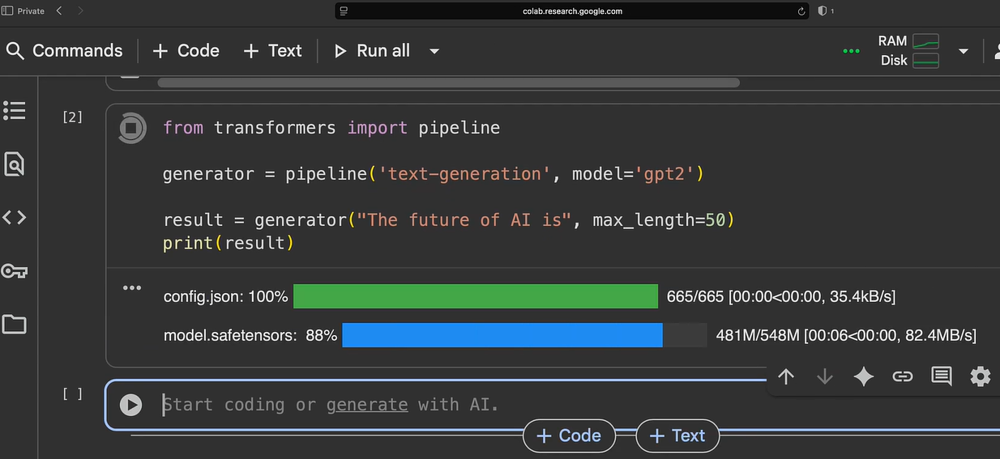 Private
colab.research.google.com
1
Commands + Code + Text Run all
RAM
Disk
[2]
from transformers import pipeline
generator = pipeline('text-generation', model='gpt2')
result = generator("The future of AI is", max_length=50)
print(result)
config.json: 100% 665/665 [00:00<00:00, 35.4kB/s]
model.safetensors: 88% 481M/548M [00:06<00:00, 82.4MB/s]
[ ] Start coding or generate with AI.
+ Code + Text